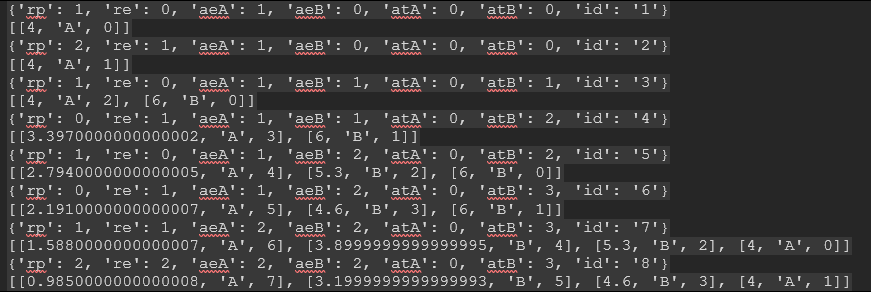 {'rp': 1, 're': 0, 'aeA': 1, 'aeB': 0, 'atA': 0, 'atB': 0, 'id': '1'}
[[4, 'A', 0]]
{'rp': 2, 're': 1, 'aeA': 1, 'aeB': 0, 'atA': 0, 'atB': 0, 'id': '2'}
[[4, 'A', 1]]
{'rp': 1, 're': 0, 'aeA': 1, 'aeB': 1, 'atA': 0, 'atB': 1, 'id': '3'}
[[4, 'A', 2], [6, 'B', 0]]
{'rp': 0, 're': 1, 'aeA': 1, 'aeB': 1, 'atA': 0, 'atB': 2, 'id': '4'}
[[3.3970000000000002, 'A', 3], [6, 'B', 1]]
{'rp': 1, 're': 0, 'aeA': 1, 'aeB': 2, 'atA': 0, 'atB': 2, 'id': '5'}
[[2.7940000000000005, 'A', 4], [5.3, 'B', 2], [6, 'B', 0]]
{'rp': 0, 're': 1, 'aeA': 1, 'aeB': 2, 'atA': 0, 'atB': 3, 'id': '6'}
[[2.1910000000000007, 'A', 5], [4.6, 'B', 3], [6, 'B', 1]]
{'rp': 1, 're': 1, 'aeA': 2, 'aeB': 2, 'atA': 0, 'atB': 3, 'id': '7'}
[[1.5880000000000007, 'A', 6], [3.8999999999999995, 'B', 4], [5.3, 'B', 2], [4, 'A', 0]]
{'rp': 2, 're': 2, 'aeA': 2, 'aeB': 2, 'atA': 0, 'atB': 3, 'id': '8'}
[[0.9850000000000008, 'A', 7], [3.1999999999999993, 'B', 5], [4.6, 'B', 3], [4, 'A', 1]]